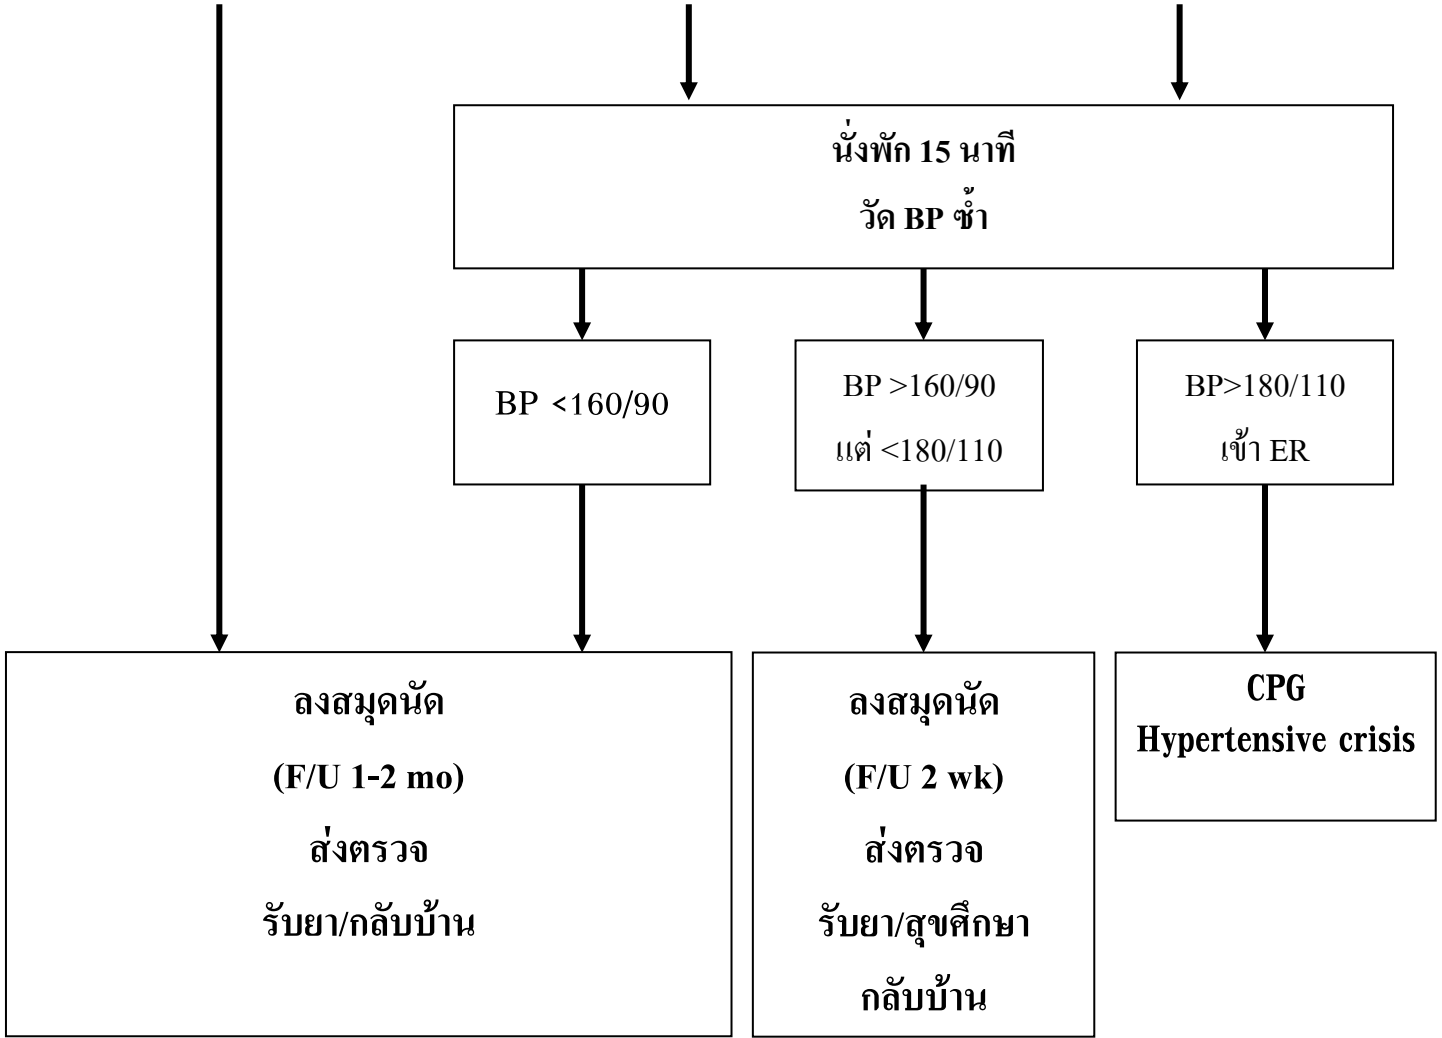 นั่งพัก 15 นาที
วัด BP ซ้ำ
BP <160/90
BP >160/90
แต่ <180/110
BP>180/110
เข้า ER
ลงสมุดนัด
(F/U 1-2 mo)
ส่งตรวจ
รับยา/กลับบ้าน
ลงสมุดนัด
(F/U 2 wk)
ส่งตรวจ
รับยา/สุขศึกษา
กลับบ้าน
CPG
Hypertensive crisis